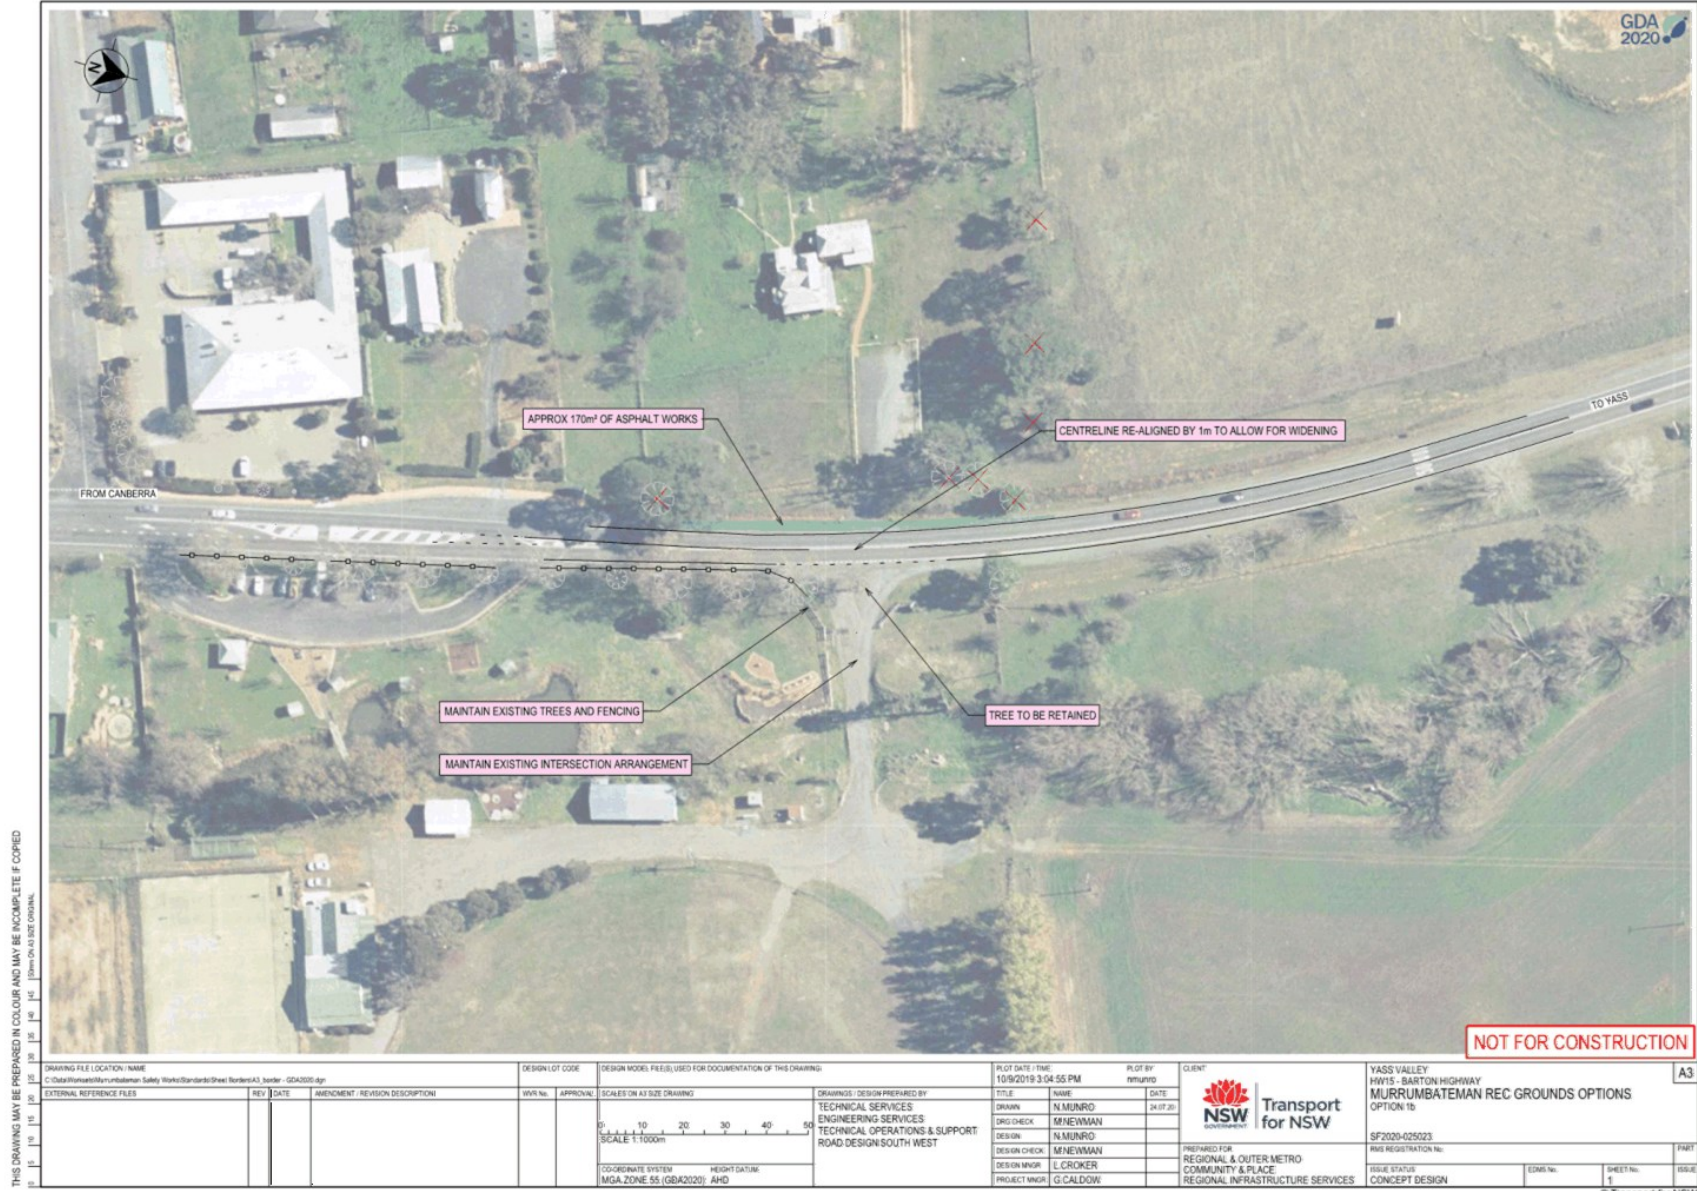 GDA
2020
N
APPROX 170m² OF ASPHALT WORKS
CENTRELINE RE-ALIGNED BY 1m TO ALLOW FOR WIDENING
TO YASS
FROM CANBERRA
MAINTAIN EXISTING TREES AND FENCING
TREE TO BE RETAINED
MAINTAIN EXISTING INTERSECTION ARRANGEMENT
NOT FOR CONSTRUCTION
THIS DRAWING MAY BE PREPARED IN COLOUR AND MAY BE INCOMPLETE IF COPIED
DRAWING FILE LOCATION / NAME
EXTERNAL REFERENCE FILES
REV
DATE
AMENDMENT / REVISION DESCRIPTION
DESIGN LOT CODE
WVR No.
APPROVAL
DESIGN MODEL FILE(S) USED FOR DOCUMENTATION OF THIS DRAWING
SCALES ON A3 SIZE DRAWING
0 10 20 30 40 50
SCALE 1:1000m
CO-ORDINATE SYSTEM
HEIGHT DATUM
MGA ZONE 55 (GDA2020)
AHD
DRAWINGS / DESIGN PREPARED BY
TECHNICAL SERVICES
ENGINEERING SERVICES
TECHNICAL OPERATIONS & SUPPORT
ROAD DESIGN SOUTH WEST
PLOT DATE / TIME
PLOT BY
10/9/2019 3:04:55 PM
nmunro
TITLE
NAME
DATE
DRAWN
N.MUNRO
DRG CHECK
M.NEWMAN
DESIGN
N.MUNRO
DESIGN CHECK
M.NEWMAN
DESIGN MNGR
L.CROKER
PROJECT MNGR
G.CALDOW
CLIENT
NSW
GOVERNMENT
Transport
for NSW
PREPARED FOR
REGIONAL & OUTER METRO
COMMUNITY & PLACE
REGIONAL INFRASTRUCTURE SERVICES
YASS VALLEY
HW15 - BARTON HIGHWAY
MURRUMBATEMAN REC GROUNDS OPTIONS
OPTION 1b
SF2020-025023
RMS REGISTRATION No.
PART
ISSUE STATUS
CONCEPT DESIGN
EDMS No.
SHEET No.
1
ISSUE
A3